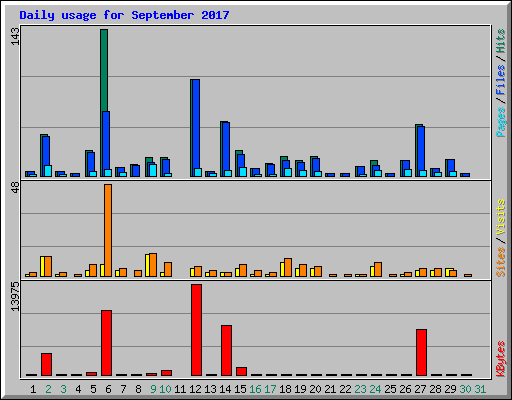 Daily usage for September 2017
143
48
13975
Pages / Files / Hits
Sites / Visits
KBytes
1 2 3 4 5 6 7 8 9 10 11 12 13 14 15 16 17 18 19 20 21 22 23 24 25 26 27 28 29 30 31